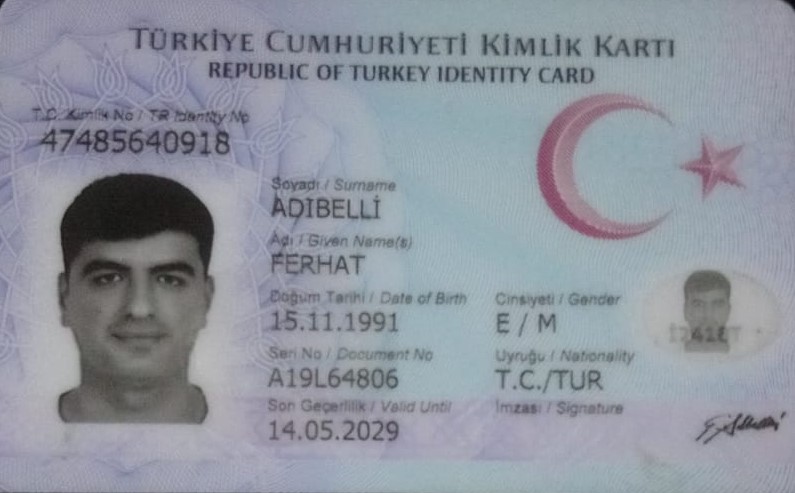 TÜRKİYE CUMHURİYETİ KİMLİK KARTI
REPUBLIC OF TURKEY IDENTITY CARD
T.C. Kimlik No / TR Identity No
47485640918
Soyadı / Surname
ADIBELLİ
Adı / Given Name(s)
FERHAT
Doğum Tarihi / Date of Birth
15.11.1991
Cinsiyeti / Gender
E / M
Seri No / Document No
A19L64806
Uyruğu / Nationality
T.C./TUR
Son Geçerlilik / Valid Until
14.05.2029
İmzası / Signature